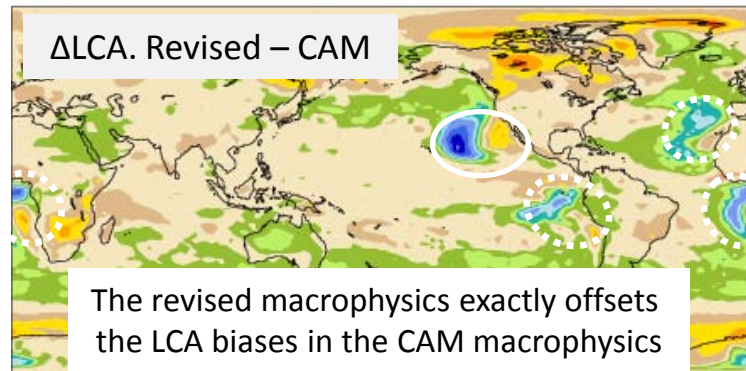 ΔLCA. Revised – CAM
The revised macrophysics exactly offsets
the LCA biases in the CAM macrophysics